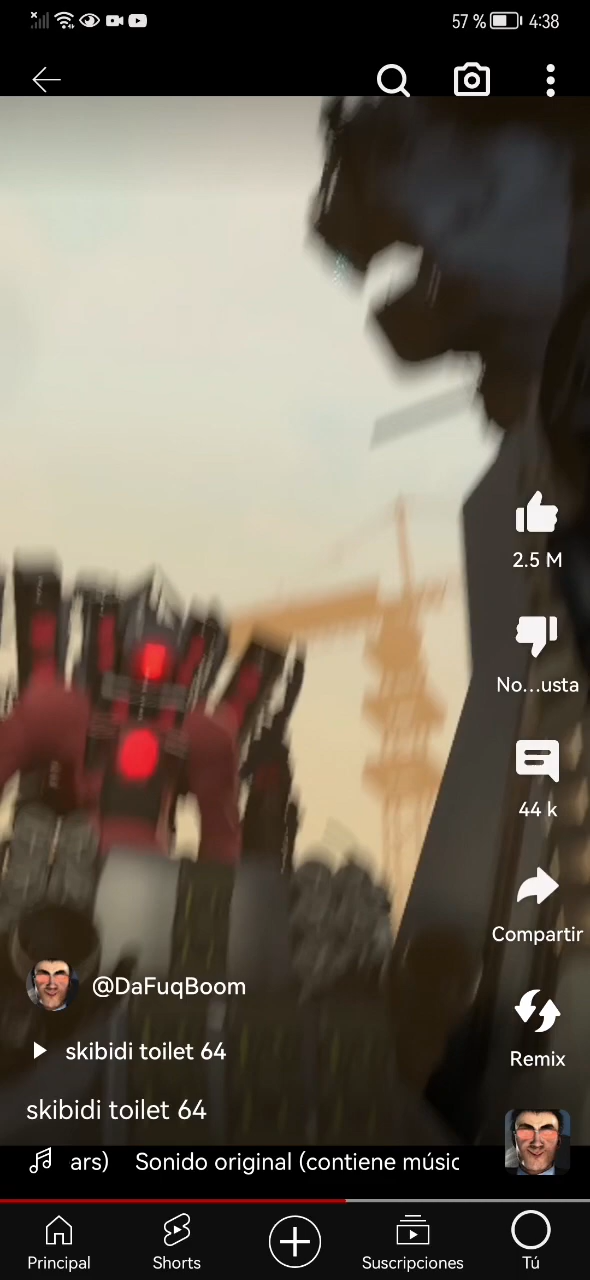 57 % 4:38
2.5 M
No...usta
44 k
Compartir
@DaFuqBoom
skibidi toilet 64
Remix
skibidi toilet 64
ars) Sonido original (contiene músic
Principal
Shorts
Suscripciones
Tú